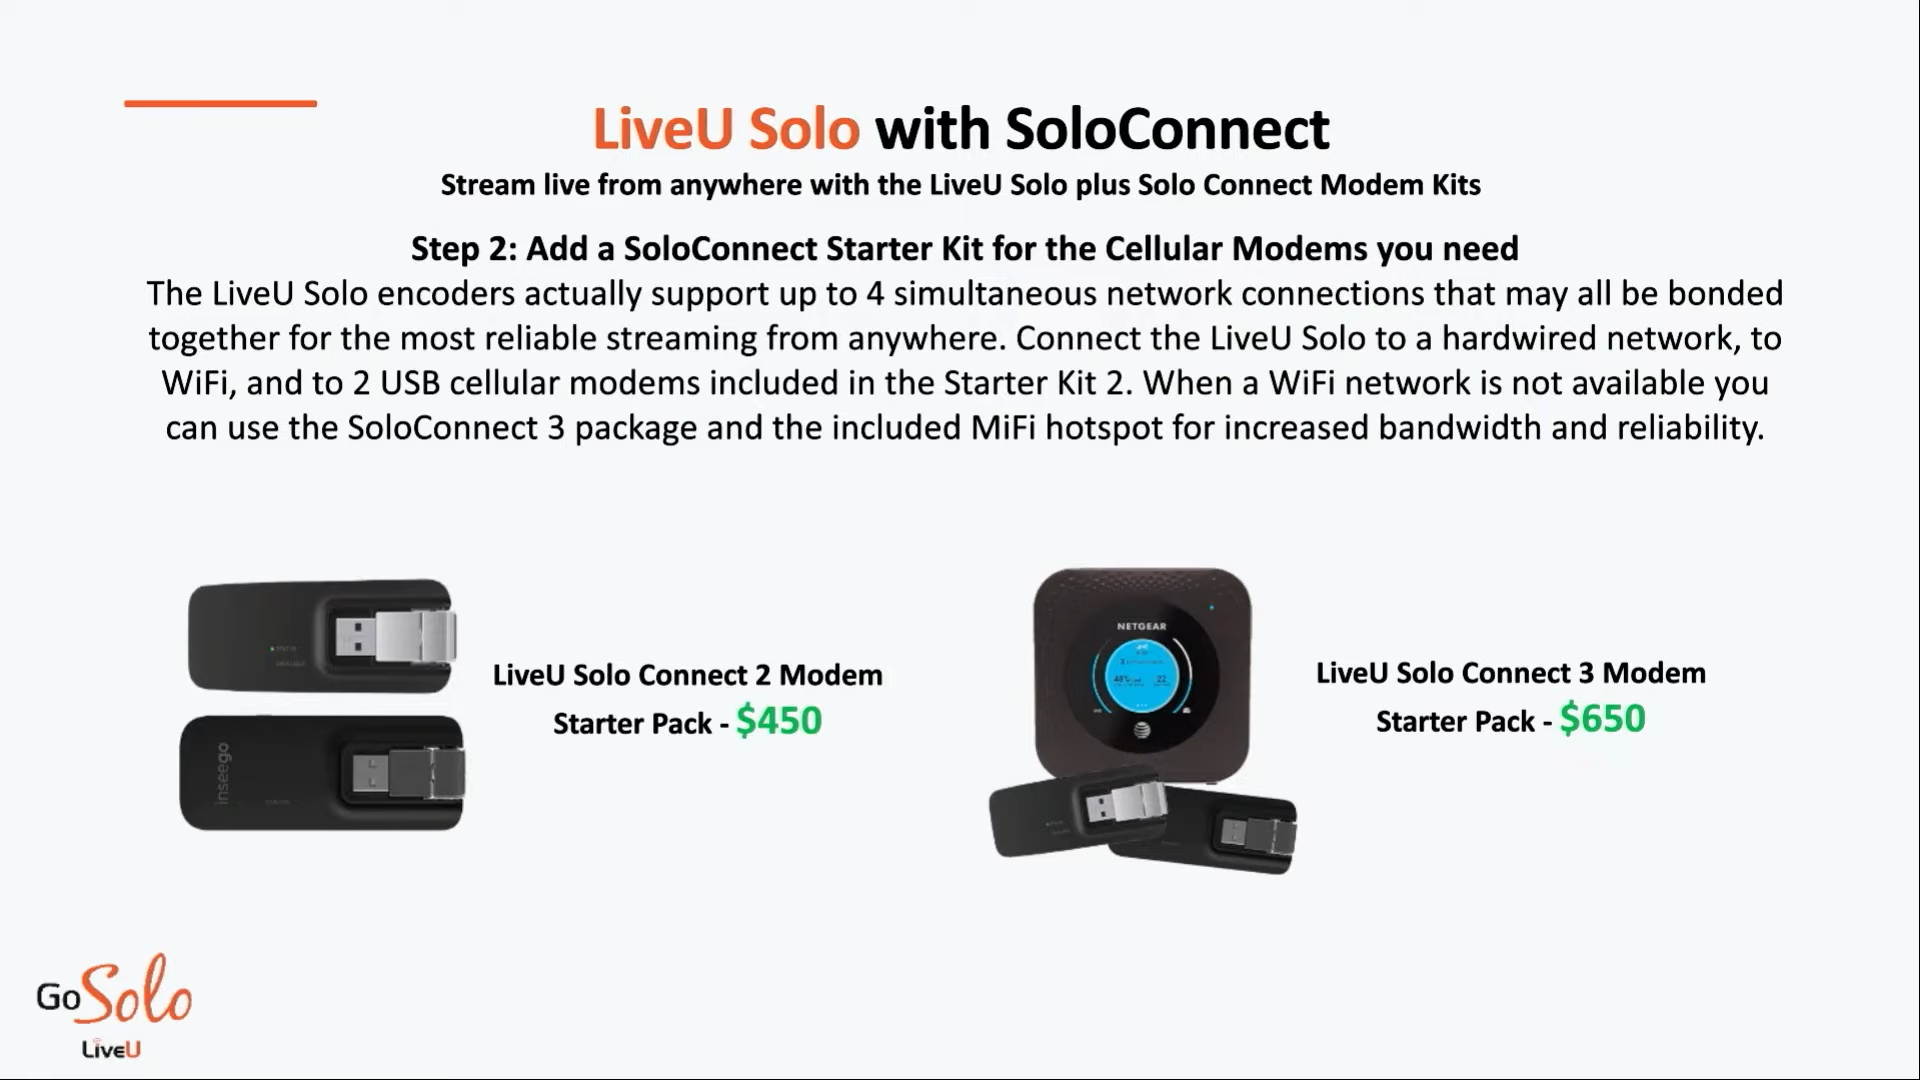 LiveU Solo with SoloConnect
Stream live from anywhere with the LiveU Solo plus Solo Connect Modem Kits
Step 2: Add a SoloConnect Starter Kit for the Cellular Modems you need
The LiveU Solo encoders actually support up to 4 simultaneous network connections that may all be bonded
together for the most reliable streaming from anywhere. Connect the LiveU Solo to a hardwired network, to
WiFi, and to 2 USB cellular modems included in the Starter Kit 2. When a WiFi network is not available you
can use the SoloConnect 3 package and the included MiFi hotspot for increased bandwidth and reliability.
inseego
LiveU Solo Connect 2 Modem
Starter Pack - $450
NETGEAR
LiveU Solo Connect 3 Modem
Starter Pack - $650
Go Solo
LiveU